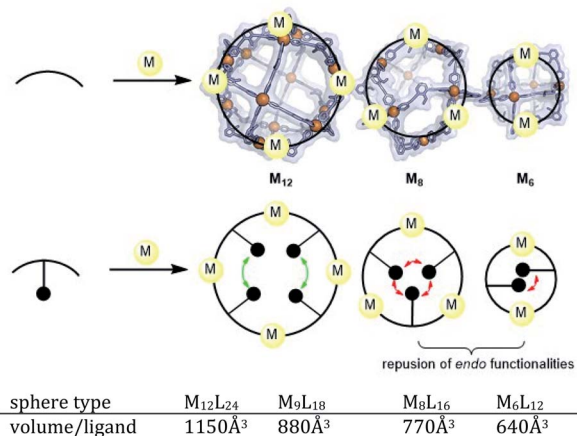 M
M
M
M
M
M
M
M
M
M
M₁₂
M₈
M₆
M
M
M
M
M
M
M
M
M
M
repusion of endo functionalities
sphere type M₁₂L₂₄ M₉L₁₈ M₈L₁₆ M₆L₁₂
volume/ligand 1150Å³ 880Å³ 770Å³ 640Å³